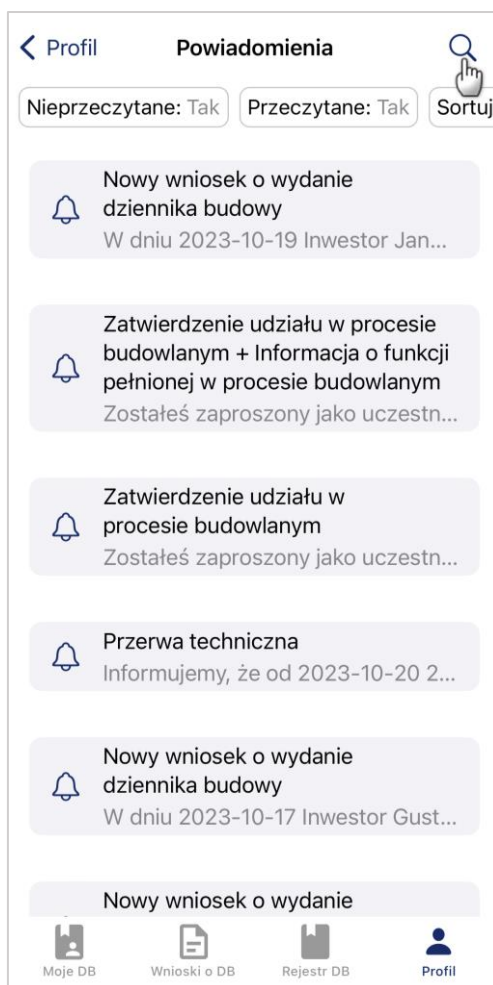 Profil
Powiadomienia
Nieprzeczytane: Tak
Przeczytane: Tak
Sortuj
Nowy wniosek o wydanie
dziennika budowy
W dniu 2023-10-19 Inwestor Jan...
Zatwierdzenie udziału w procesie
budowlanym + Informacja o funkcji
pełnionej w procesie budowlanym
Zostałeś zaproszony jako uczestn...
Zatwierdzenie udziału w
procesie budowlanym
Zostałeś zaproszony jako uczestn...
Przerwa techniczna
Informujemy, że od 2023-10-20 2...
Nowy wniosek o wydanie
dziennika budowy
W dniu 2023-10-17 Inwestor Gust...
Nowy wniosek o wydanie
Moje DB
Wnioski o DB
Rejestr DB
Profil